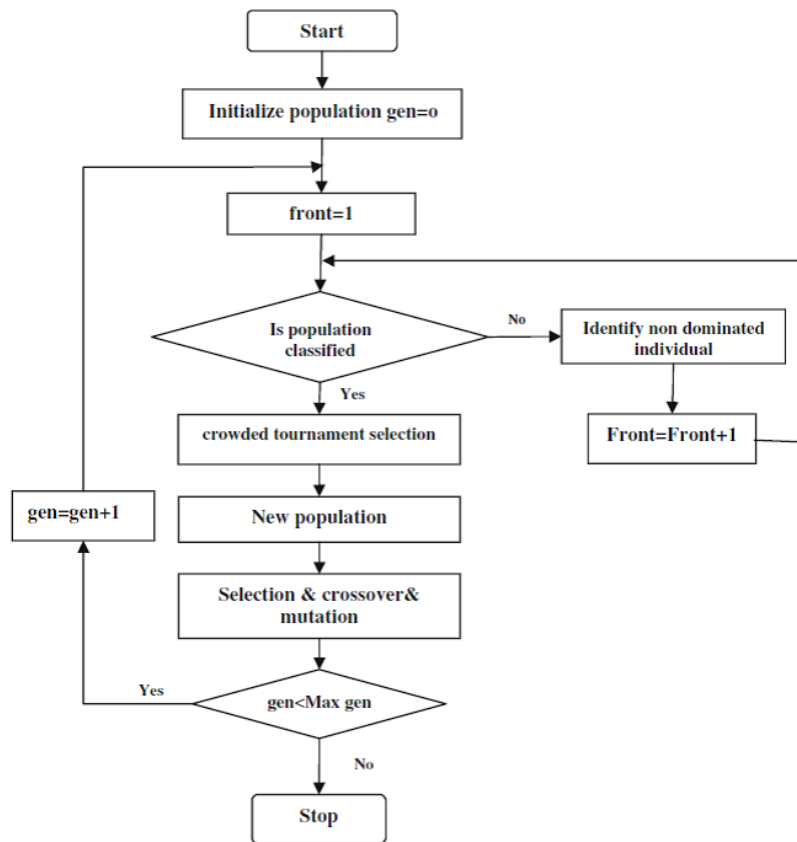 Start
Initialize population gen=o
front=1
Is population
classified
No
Identify non dominated
individual
Yes
Front=Front+1
crowded tournament selection
gen=gen+1
New population
Selection & crossover&
mutation
Yes
gen<Max gen
No
Stop